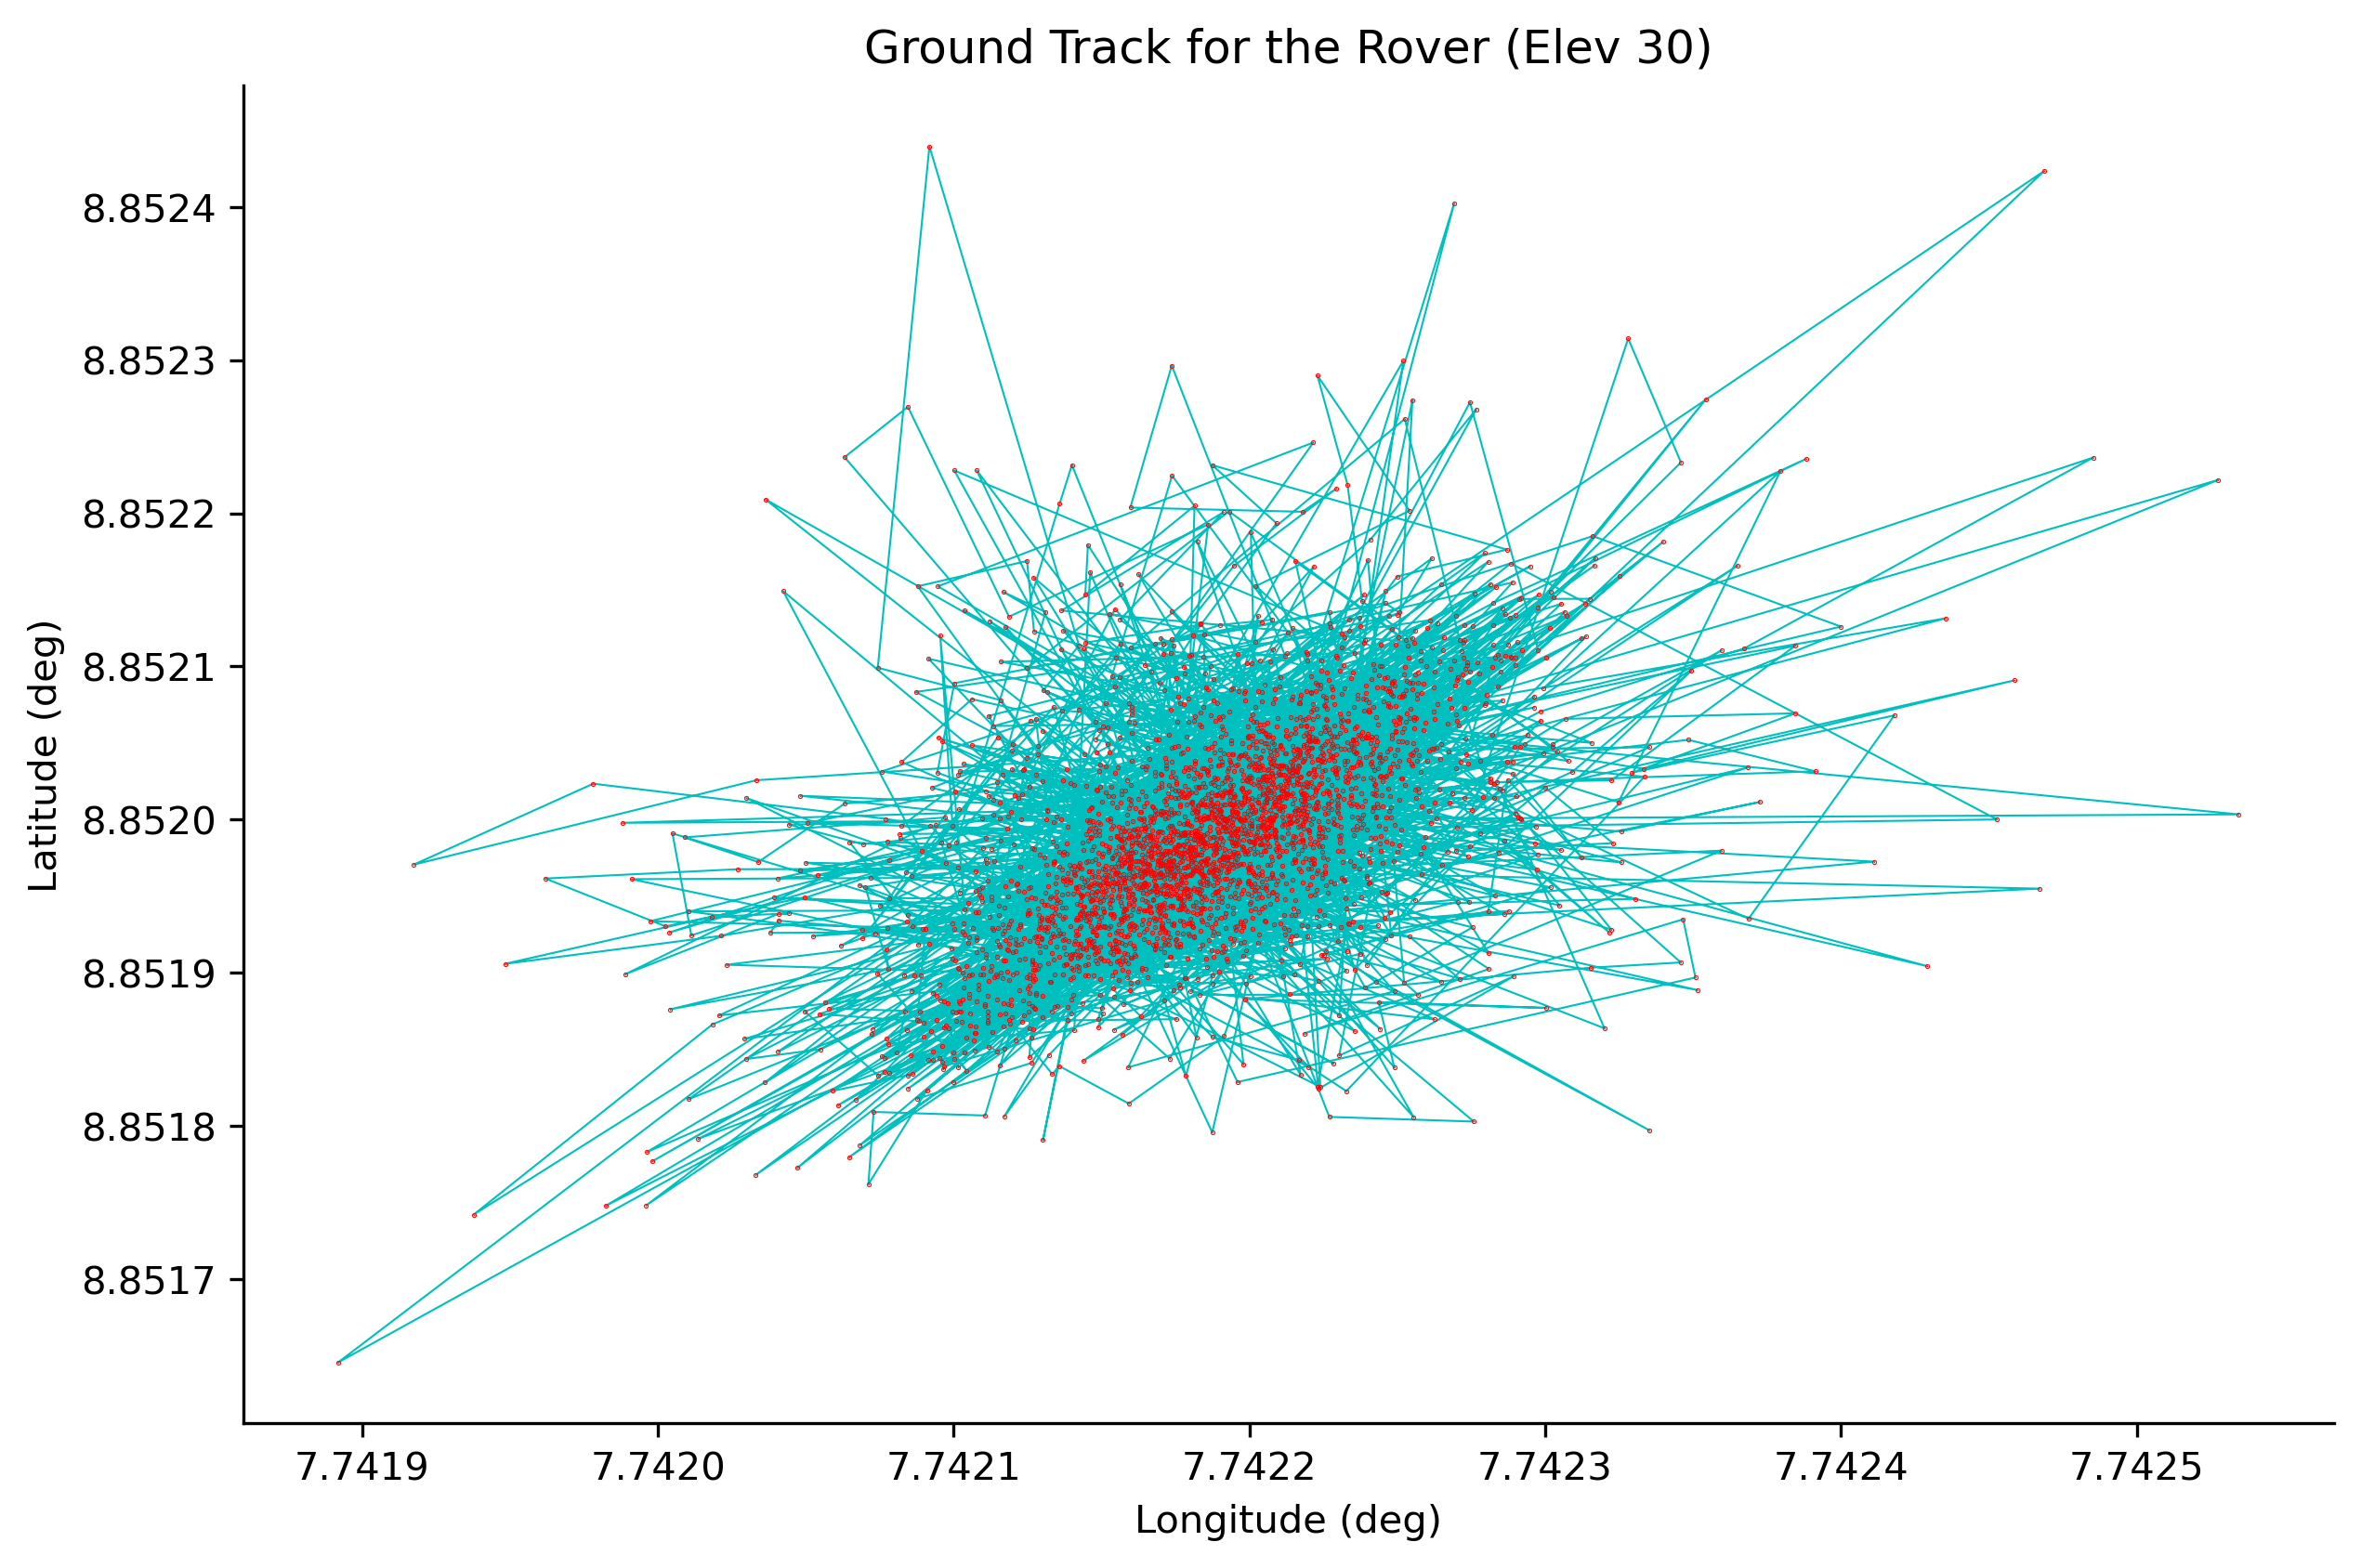 Ground Track for the Rover (Elev 30)
8.8524
8.8523
8.8522
8.8521
8.8520
8.8519
8.8518
8.8517
Latitude (deg)
7.7419 7.7420 7.7421 7.7422 7.7423 7.7424 7.7425
Longitude (deg)